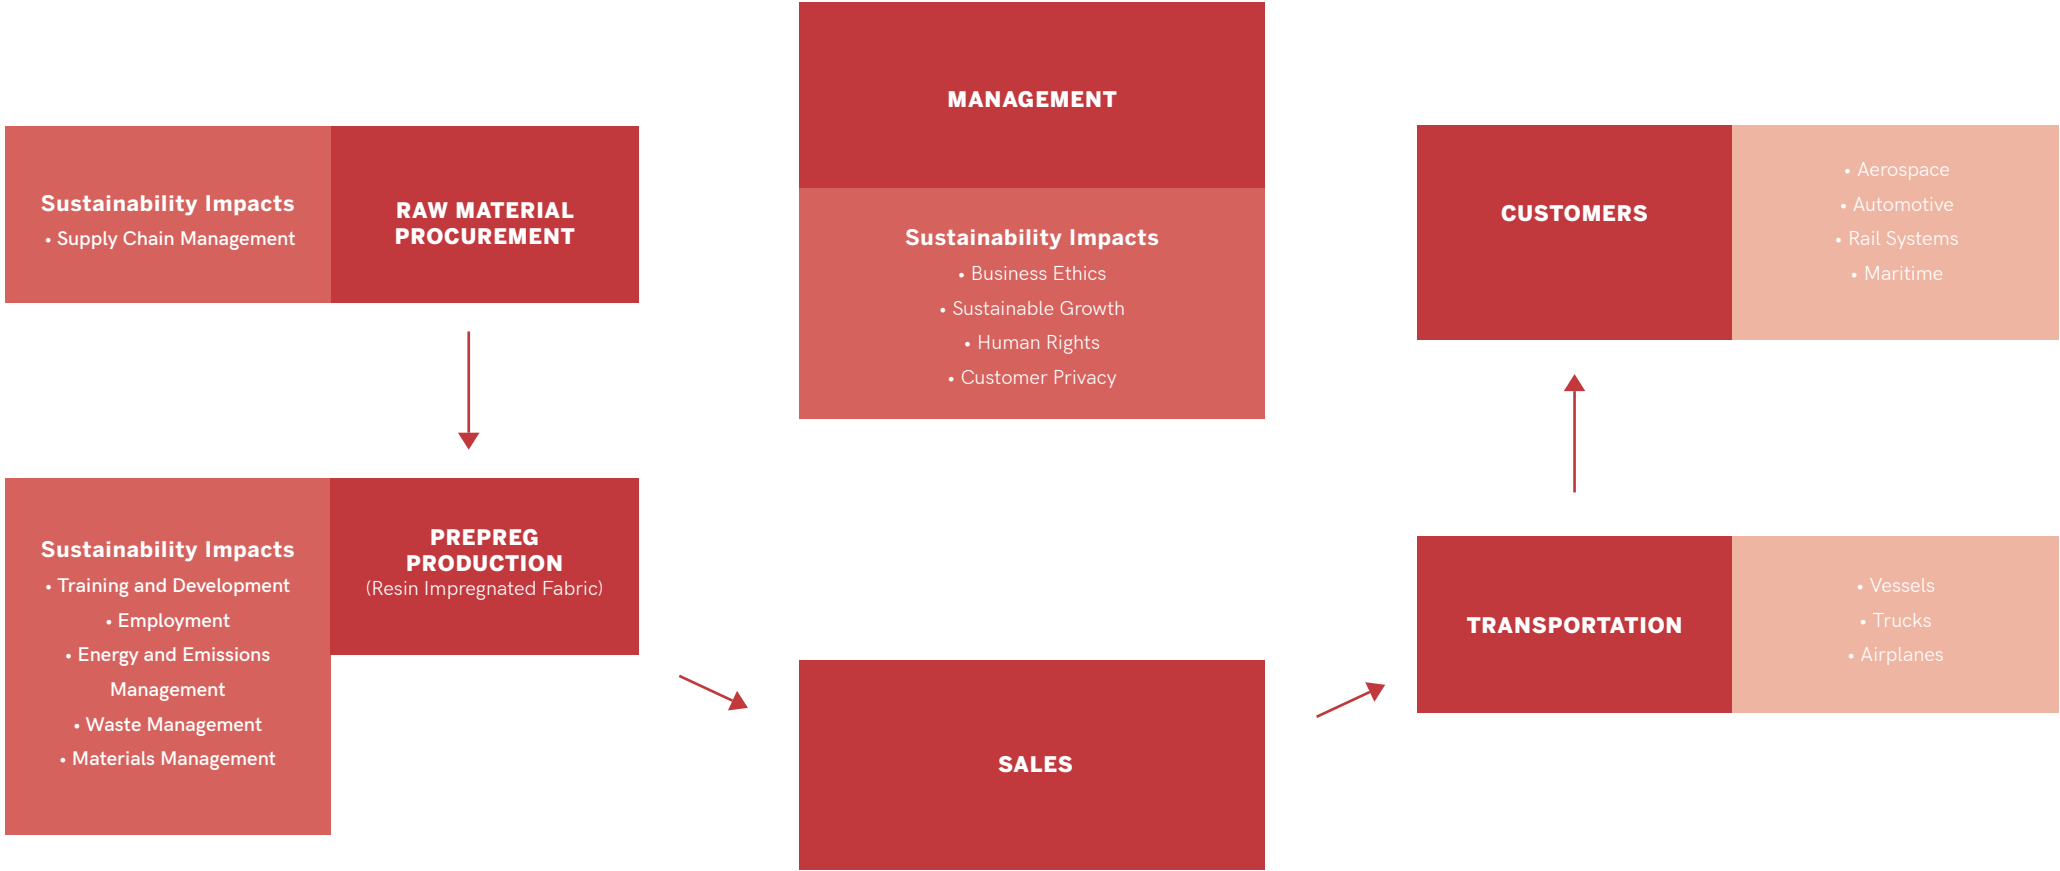 MANAGEMENT
Sustainability Impacts
• Business Ethics
• Sustainable Growth
• Human Rights
• Customer Privacy
Sustainability Impacts
• Supply Chain Management
RAW MATERIAL
PROCUREMENT
Sustainability Impacts
• Training and Development
• Employment
• Energy and Emissions
Management
• Waste Management
• Materials Management
PREPREG
PRODUCTION
(Resin Impregnated Fabric)
SALES
TRANSPORTATION
• Vessels
• Trucks
• Airplanes
CUSTOMERS
• Aerospace
• Automotive
• Rail Systems
• Maritime